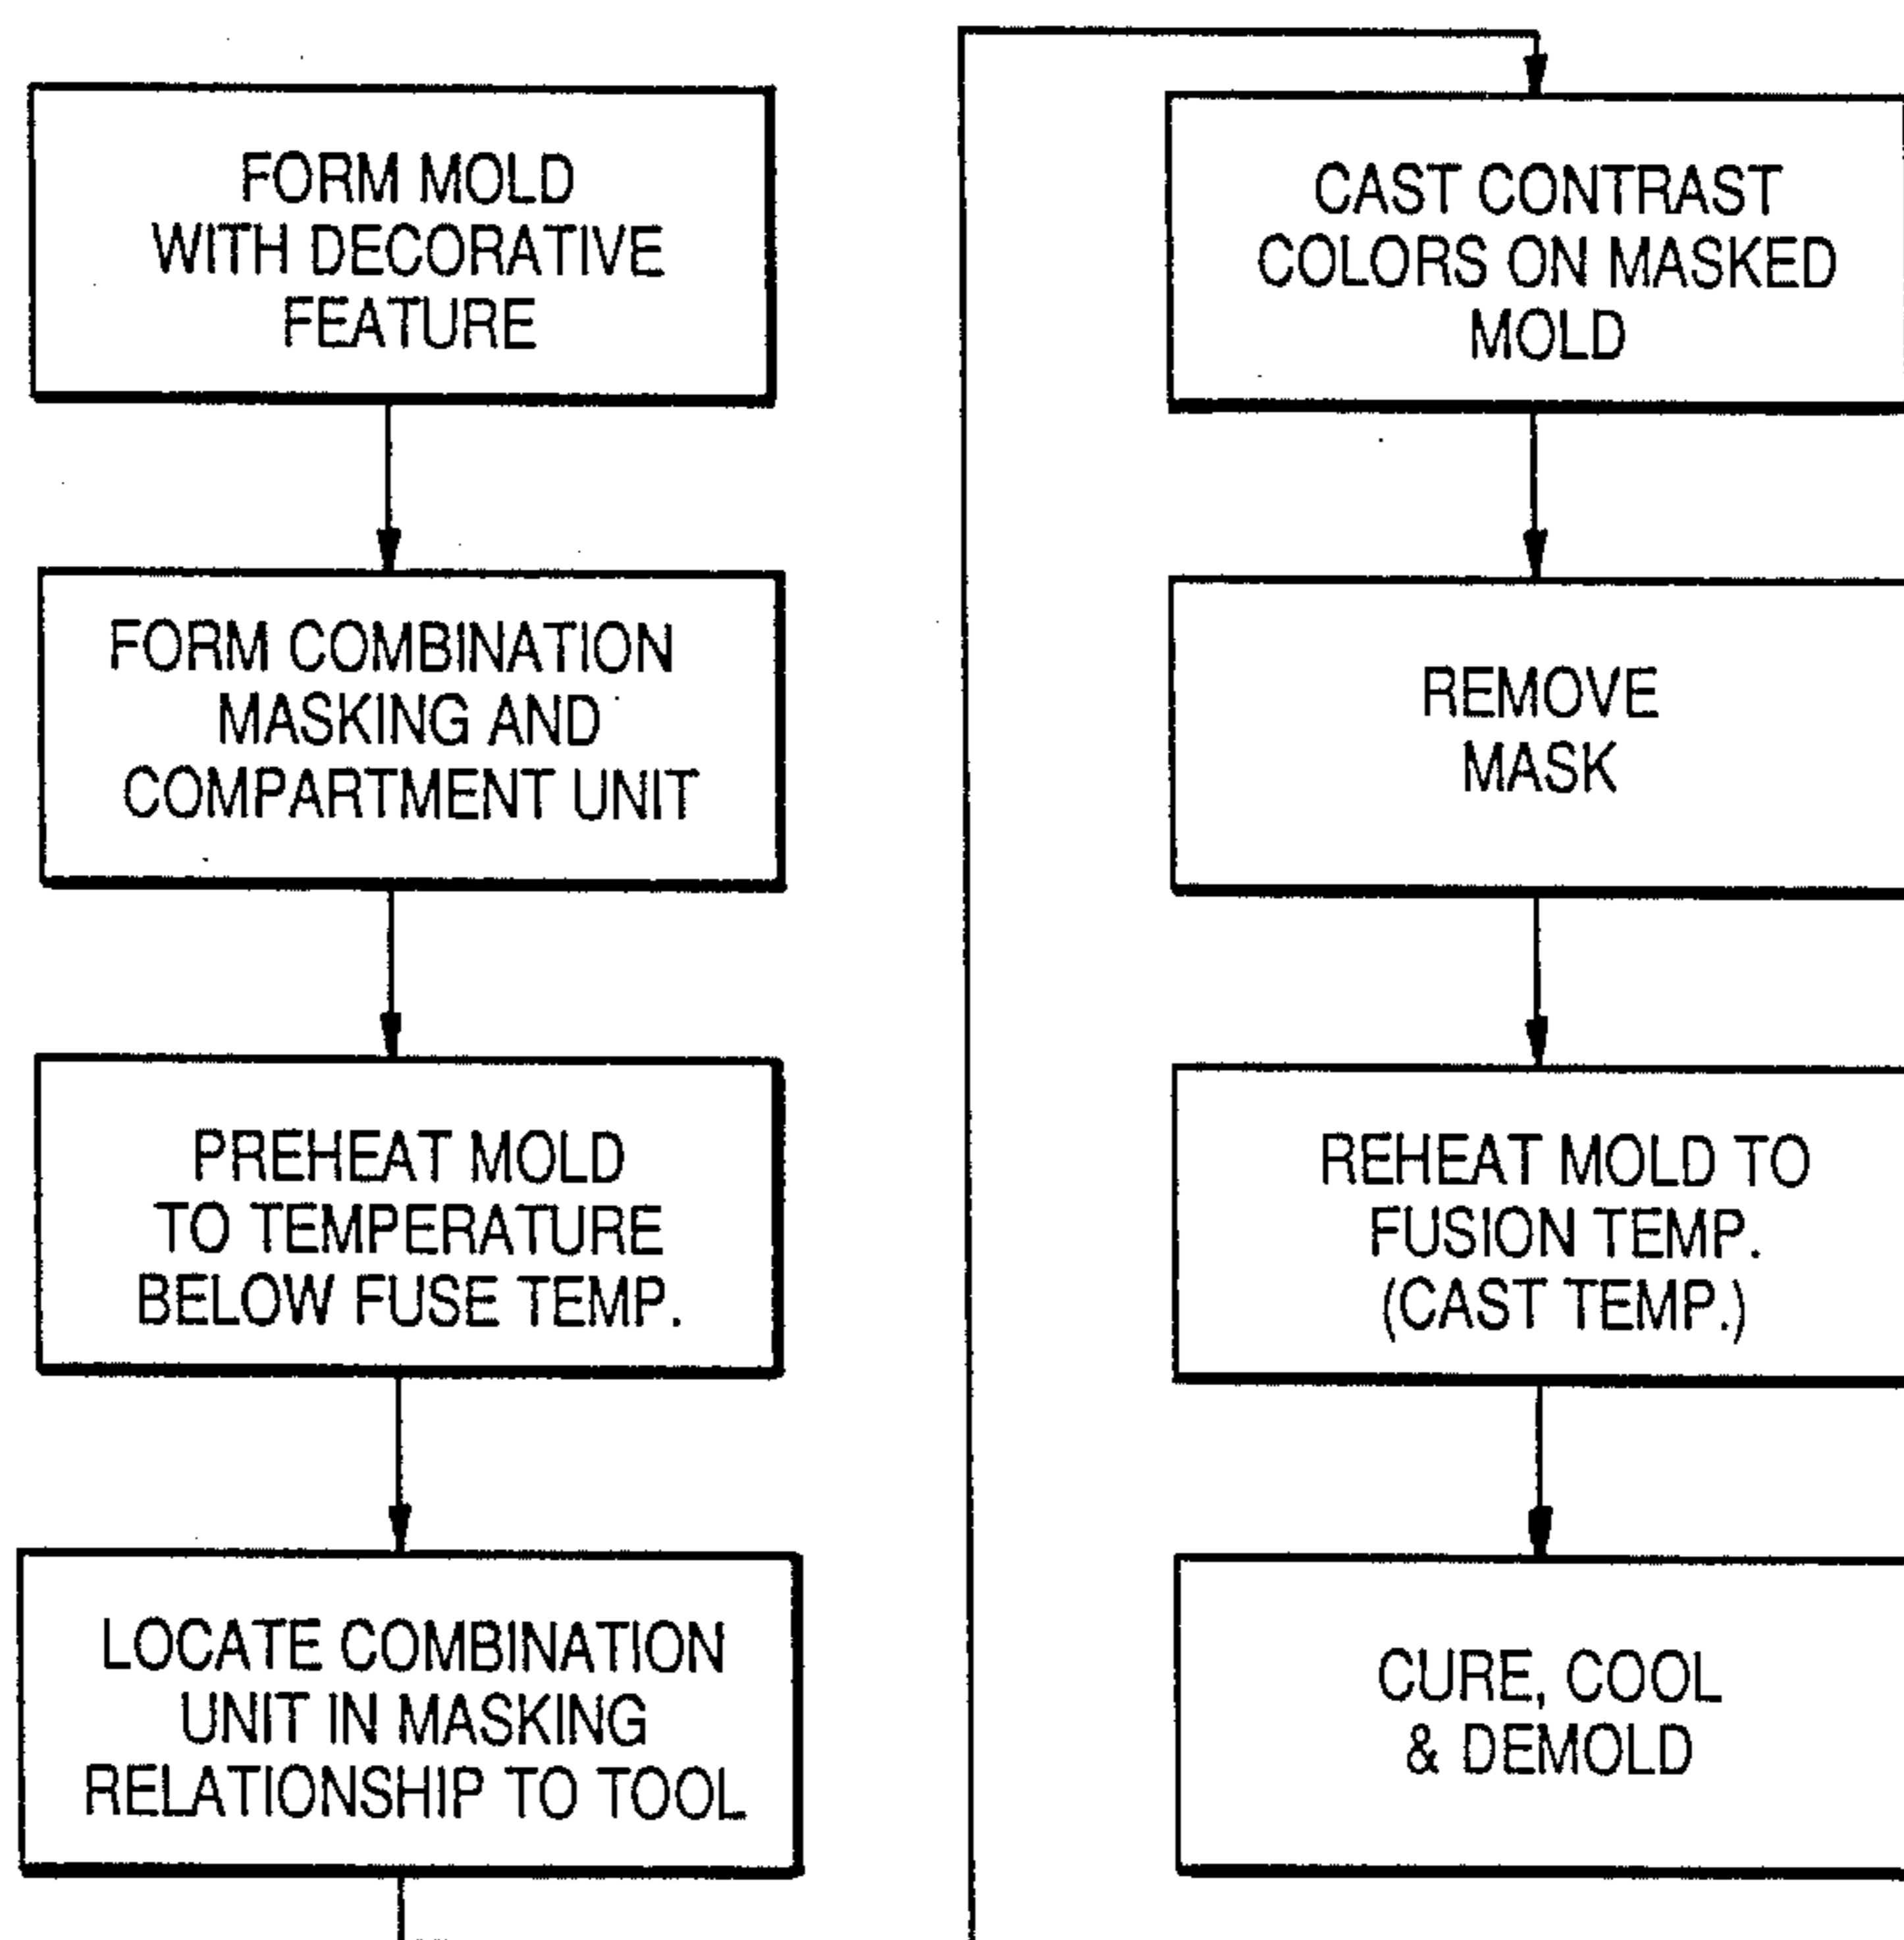 FORM MOLD
WITH DECORATIVE
FEATURE
FORM COMBINATION
MASKING AND
COMPARTMENT UNIT
PREHEAT MOLD
TO TEMPERATURE
BELOW FUSE TEMP.
LOCATE COMBINATION
UNIT IN MASKING
RELATIONSHIP TO TOOL
CAST CONTRAST
COLORS ON MASKED
MOLD
REMOVE
MASK
REHEAT MOLD TO
FUSION TEMP.
(CAST TEMP.)
CURE, COOL
& DEMOLD